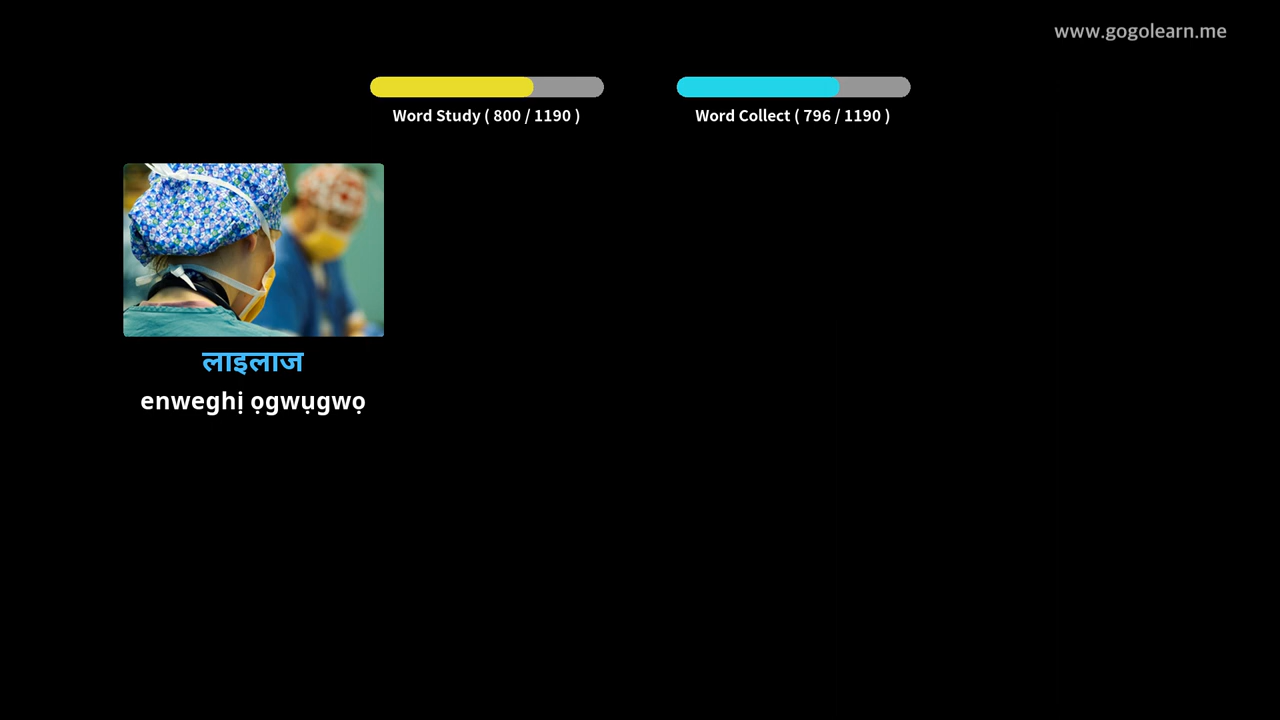 www.gogolearn.me
Word Study ( 800 / 1190 )
Word Collect ( 796 / 1190 )
लाइलाज
enweghị ọgwụgwọ